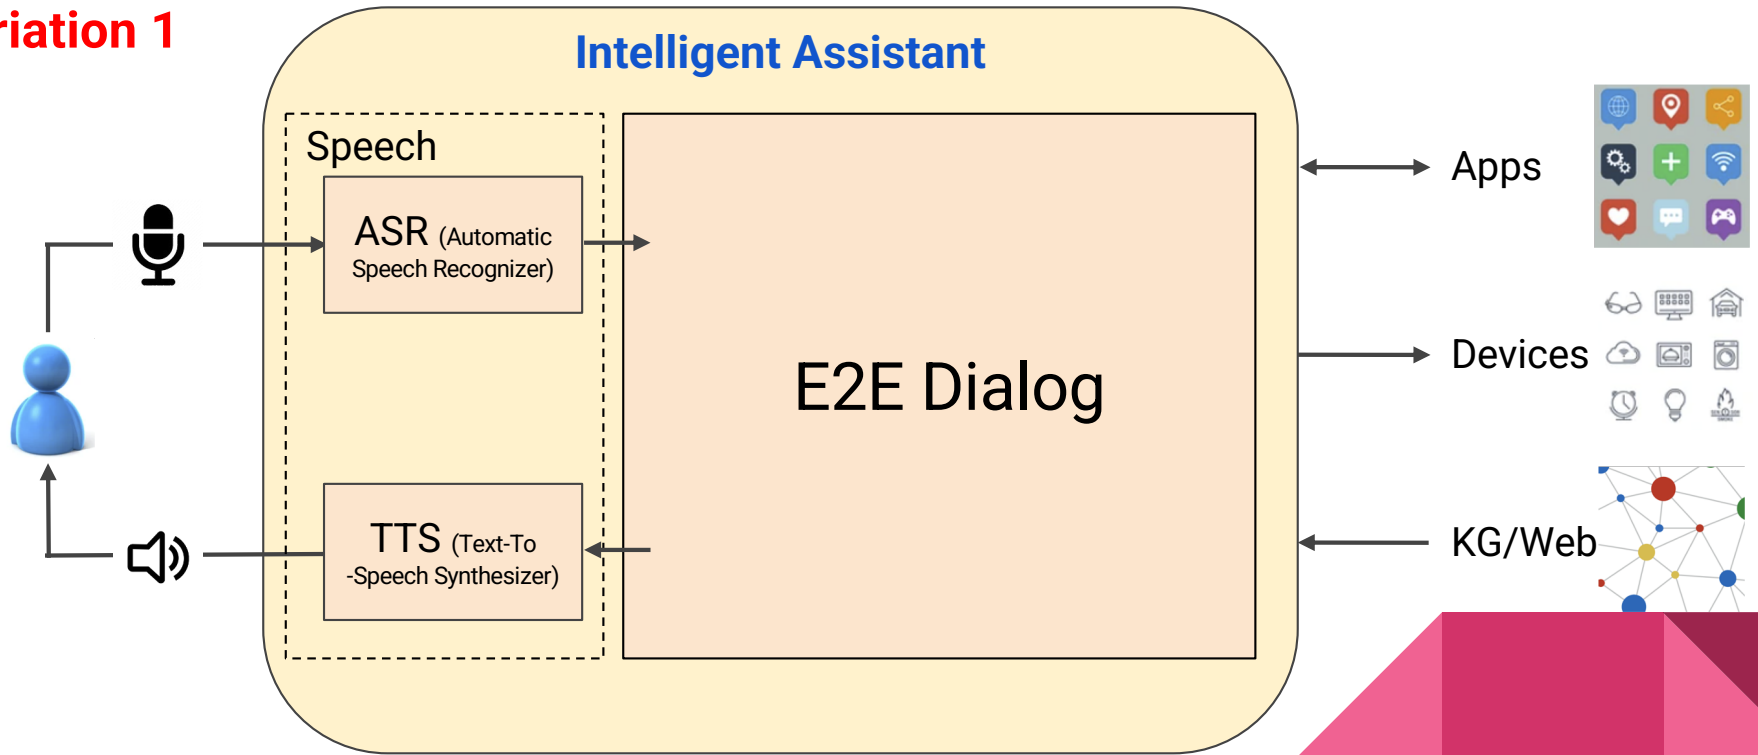 riation 1
Intelligent Assistant
Speech
ASR (Automatic
Speech Recognizer)
E2E Dialog
TTS (Text-To
-Speech Synthesizer)
Apps
Devices
KG/Web